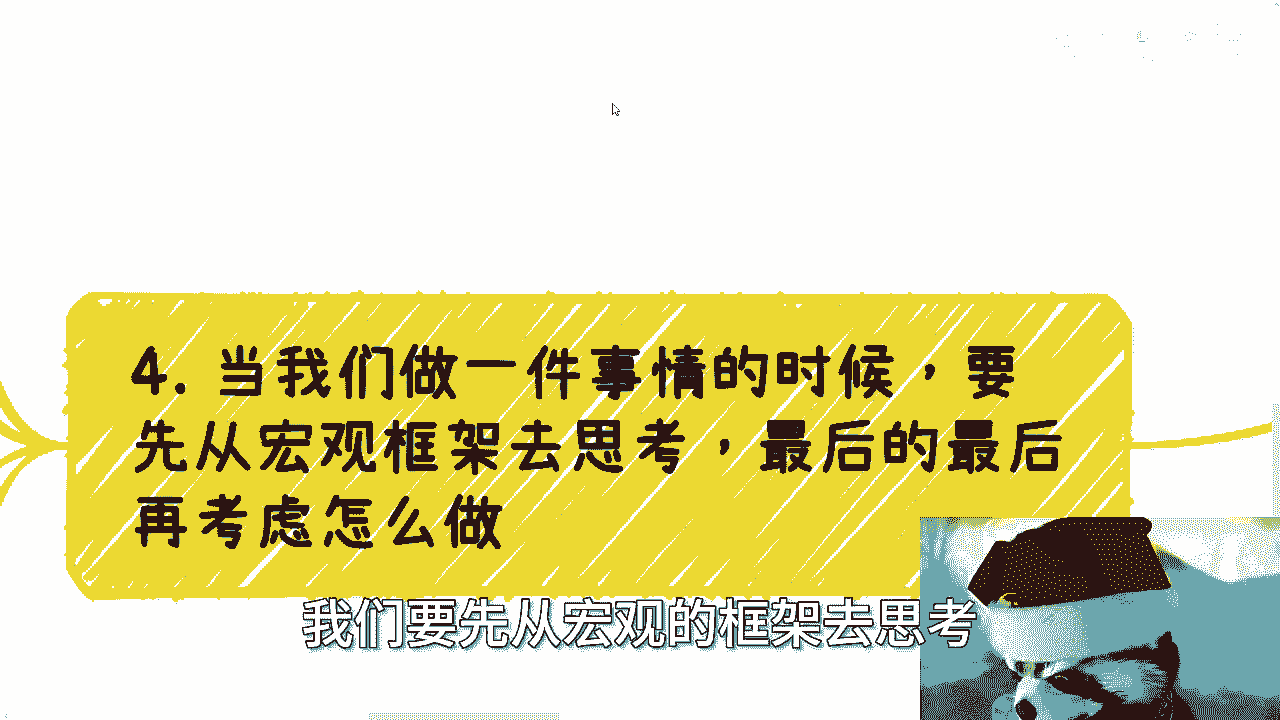 4. 当我们做一件事情的时候，要
先从宏观框架去思考，最后的最后
再考虑怎么做
我们要先从宏观的框架去思考